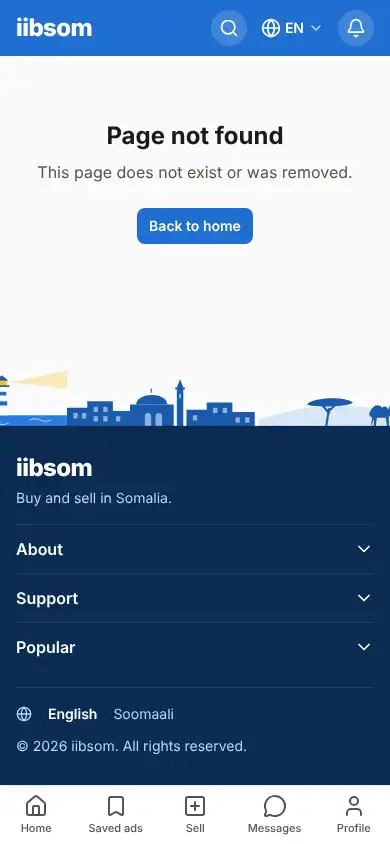 iibsom
EN
Page not found
This page does not exist or was removed.
Back to home
iibsom
Buy and sell in Somalia.
About
Support
Popular
English Soomaali
© 2026 iibsom. All rights reserved.
Home Saved ads Sell Messages Profile